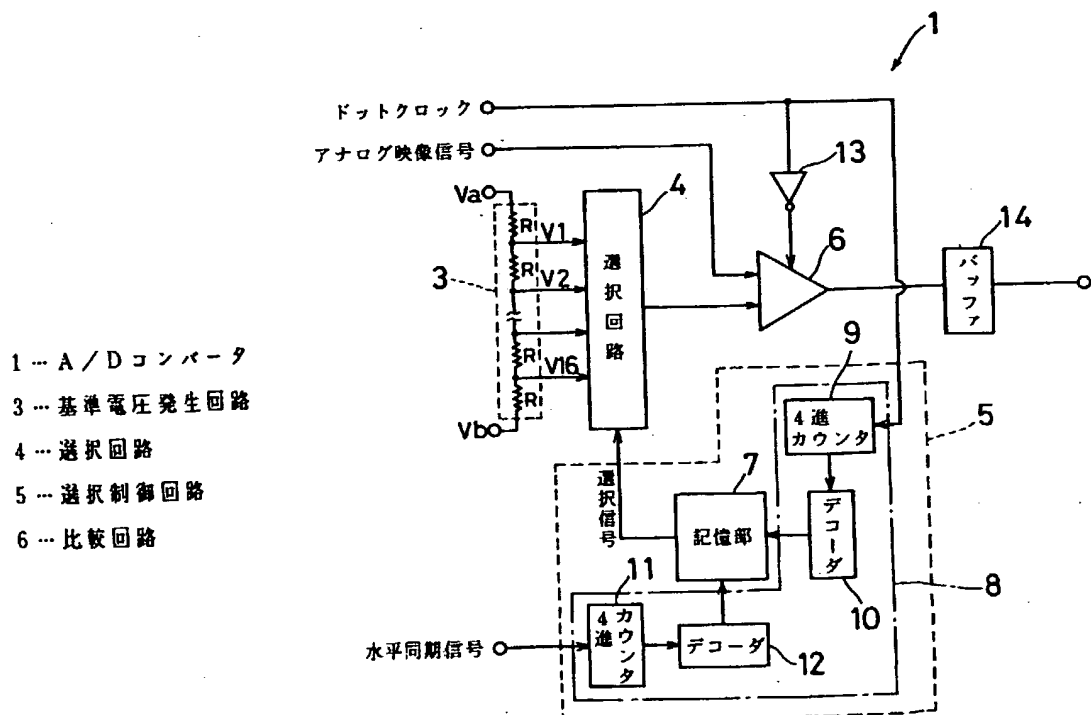 1
ドットクロック
アナログ映像信号
13
Va
4
R
V1
6
14
選択回路
R
V2
バッファ
3
R
V16
R
Vb
9
4進カウンタ
5
1…A/Dコンバータ
3…基準電圧発生回路
4…選択回路
5…選択制御回路
6…比較回路
選択信号
7
記憶部
デコーダ
10
8
11
4進カウンタ
水平同期信号
デコーダ
12